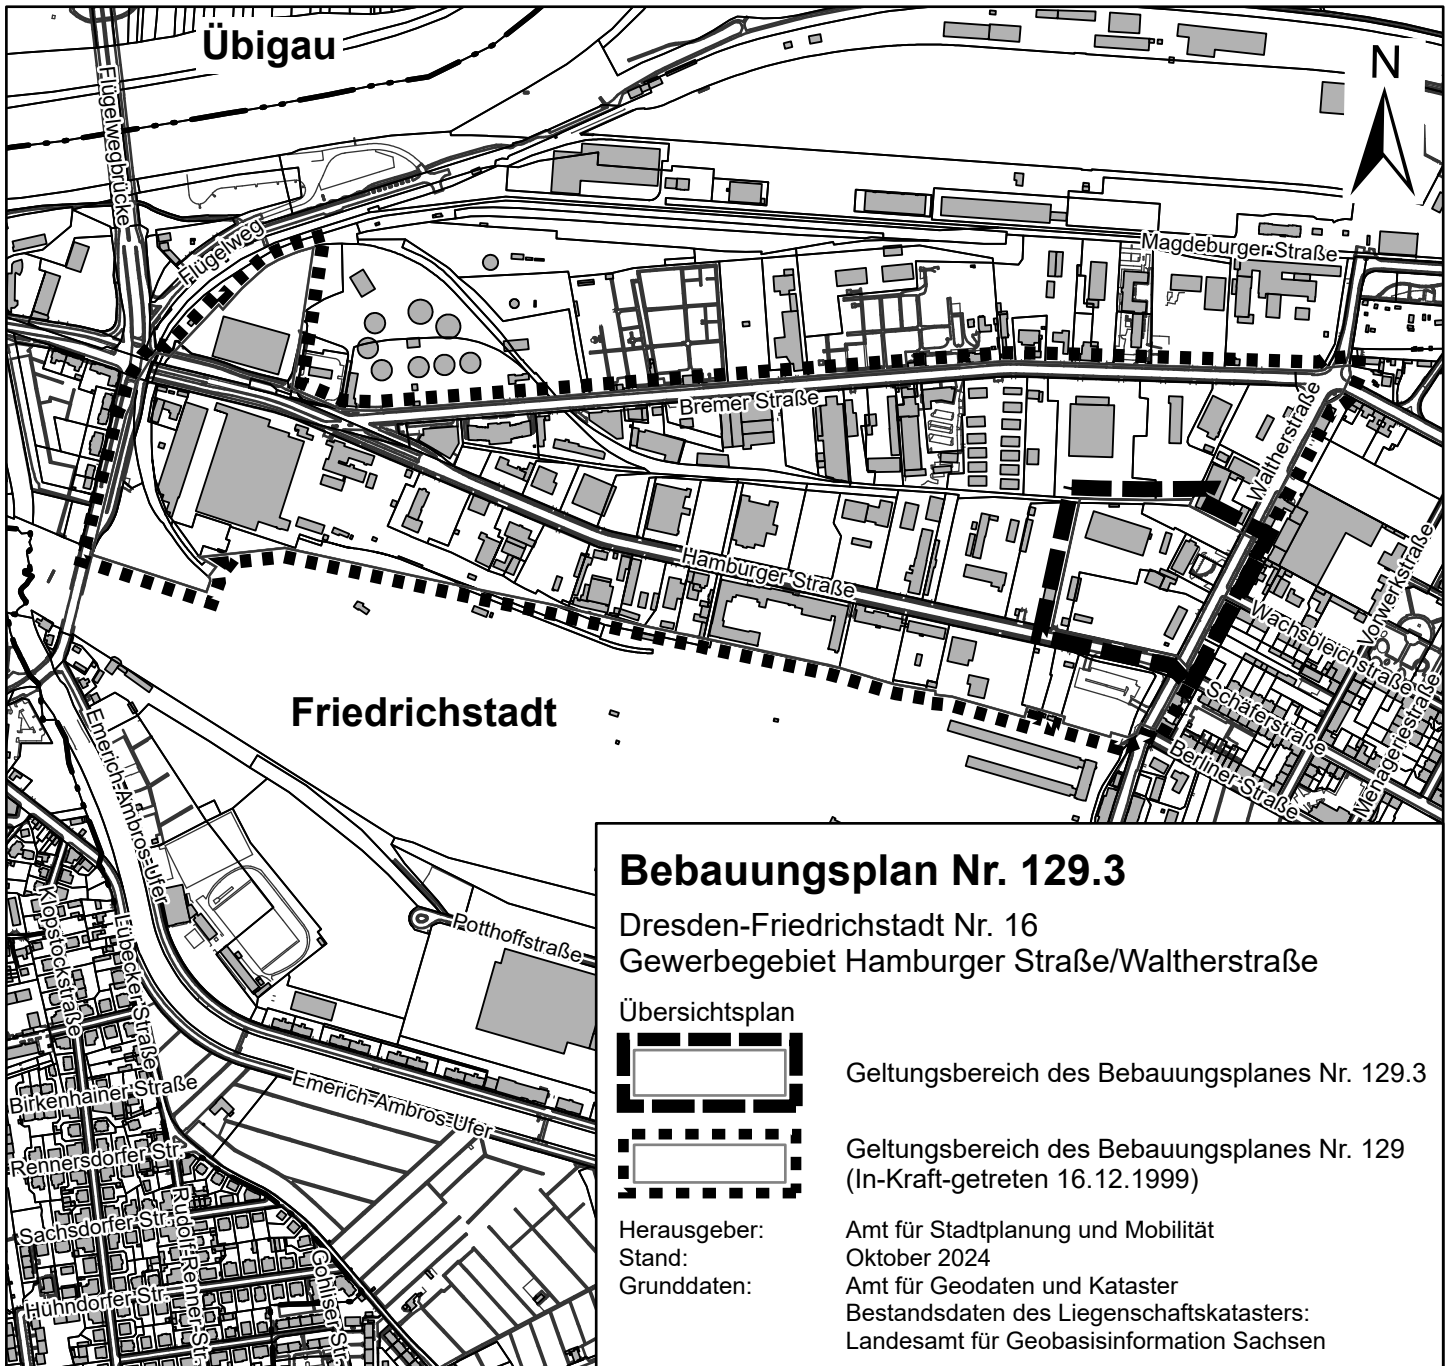 Übigau
N
Flügelwegbrücke
Flügelweg
Magdeburger Straße
Bremer Straße
Waltherstraße
Hamburger Straße
Vorwerkstraße
Wachsbleichstraße
Schäferstraße
Menageriestraße
Berliner Straße
Friedrichstadt
Emerich-Ambros-Ufer
Klopstockstraße
Lübecker Straße
Potthoffstraße
Birkenhainer Straße
Emerich-Ambros-Ufer
Rennersdorfer Str.
Sachsdorfer Str.
Rudolf-Renner-Str.
Gohliser Str.
Hühndorfer Str.
Bebauungsplan Nr. 129.3
Dresden-Friedrichstadt Nr. 16
Gewerbegebiet Hamburger Straße/Waltherstraße
Übersichtsplan
Geltungsbereich des Bebauungsplanes Nr. 129.3
Geltungsbereich des Bebauungsplanes Nr. 129
(In-Kraft-getreten 16.12.1999)
Herausgeber: Amt für Stadtplanung und Mobilität
Stand: Oktober 2024
Grunddaten: Amt für Geodaten und Kataster
Bestandsdaten des Liegenschaftskatasters:
Landesamt für Geobasisinformation Sachsen